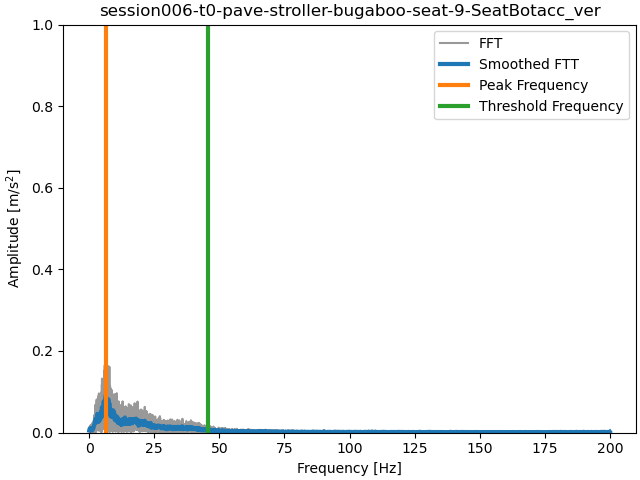 session006-t0-pave-stroller-bugaboo-seat-9-SeatBotacc_ver
1.0
0.8
0.6
0.4
0.2
0.0
Amplitude [m/s²]
FFT
Smoothed FTT
Peak Frequency
Threshold Frequency
0 25 50 75 100 125 150 175 200
Frequency [Hz]